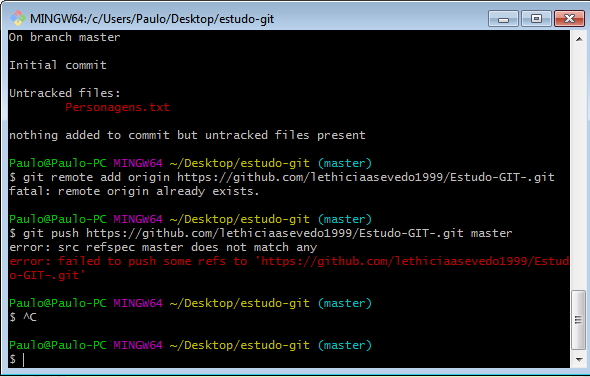 MINGW64:/c/Users/Paulo/Desktop/estudo-git
On branch master
Initial commit
Untracked files:
Personagens.txt
nothing added to commit but untracked files present
Paulo@Paulo-PC MINGW64 ~/Desktop/estudo-git (master)
$ git remote add origin https://github.com/lethiciaasevedo1999/Estudo-GIT-.git
fatal: remote origin already exists.
Paulo@Paulo-PC MINGW64 ~/Desktop/estudo-git (master)
$ git push https://github.com/lethiciaasevedo1999/Estudo-GIT-.git master
error: src refspec master does not match any
error: failed to push some refs to 'https://github.com/lethiciaasevedo1999/Estud
o-GIT-.git'
Paulo@Paulo-PC MINGW64 ~/Desktop/estudo-git (master)
$ ^C
Paulo@Paulo-PC MINGW64 ~/Desktop/estudo-git (master)
$